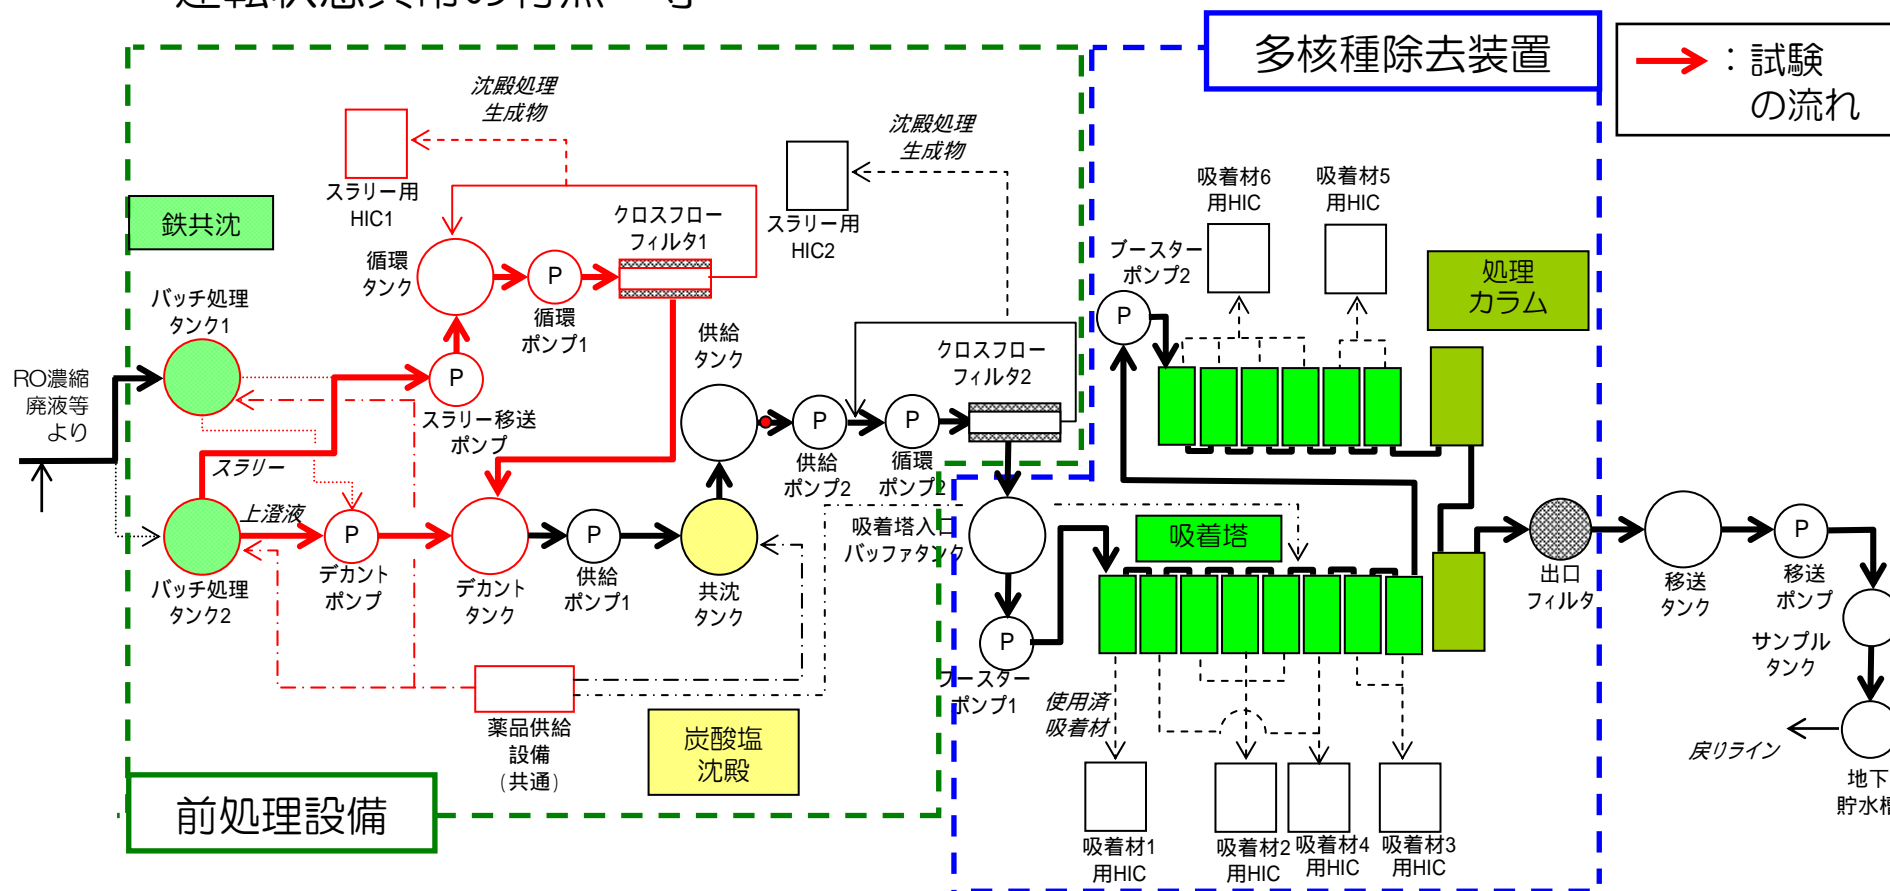 多核種除去装置
：試験
の流れ
沈殿処理
生成物
沈殿処理
生成物
スラリー用
HIC1
スラリー用
HIC2
吸着材6
用HIC
吸着材5
用HIC
鉄共沈
クロスフロー
フィルタ1
循環
タンク
P
循環
ポンプ1
ブースター
ポンプ2
P
処理
カラム
バッチ処理
タンク1
供給
タンク
クロスフロー
フィルタ2
RO濃縮
廃液等
より
P
スラリー移送
ポンプ
P
供給
ポンプ2
P
循環
ポンプ2
スラリー
上澄液
P
デカント
ポンプ
バッチ処理
タンク2
デカント
タンク
P
供給
ポンプ1
共沈
タンク
吸着塔入口
バッファタンク
吸着塔
出口
フィルタ
移送
タンク
P
移送
ポンプ
サンプル
タンク
P
ブースター
ポンプ1
使用済
吸着材
薬品供給
設備
（共通）
炭酸塩
沈殿
前処理設備
戻りライン
地下
貯水槽
吸着材1
用HIC
吸着材2
用HIC
吸着材4
用HIC
吸着材3
用HIC